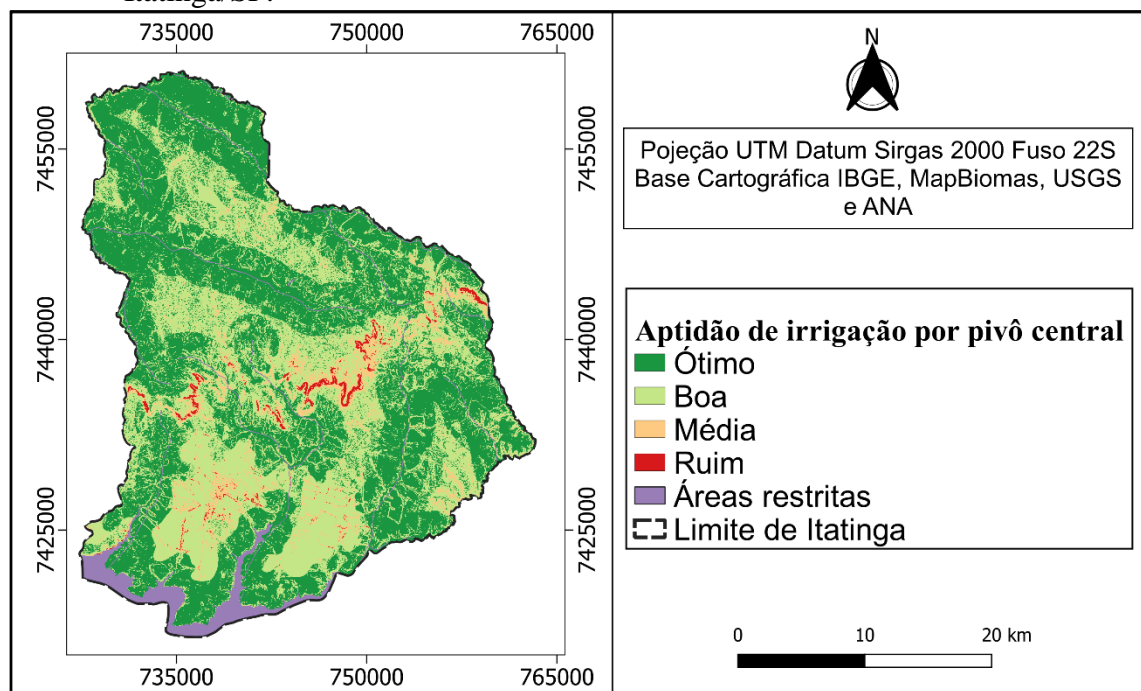 Itatinga/SP.
735000 750000 765000
7455000
7440000
7425000
7455000
7440000
7425000
735000 750000 765000
N
Pojeção UTM Datum Sirgas 2000 Fuso 22S
Base Cartográfica IBGE, MapBiomas, USGS
e ANA
Aptidão de irrigação por pivô central
Ótimo
Boa
Média
Ruim
Áreas restritas
Limite de Itatinga
0 10 20 km